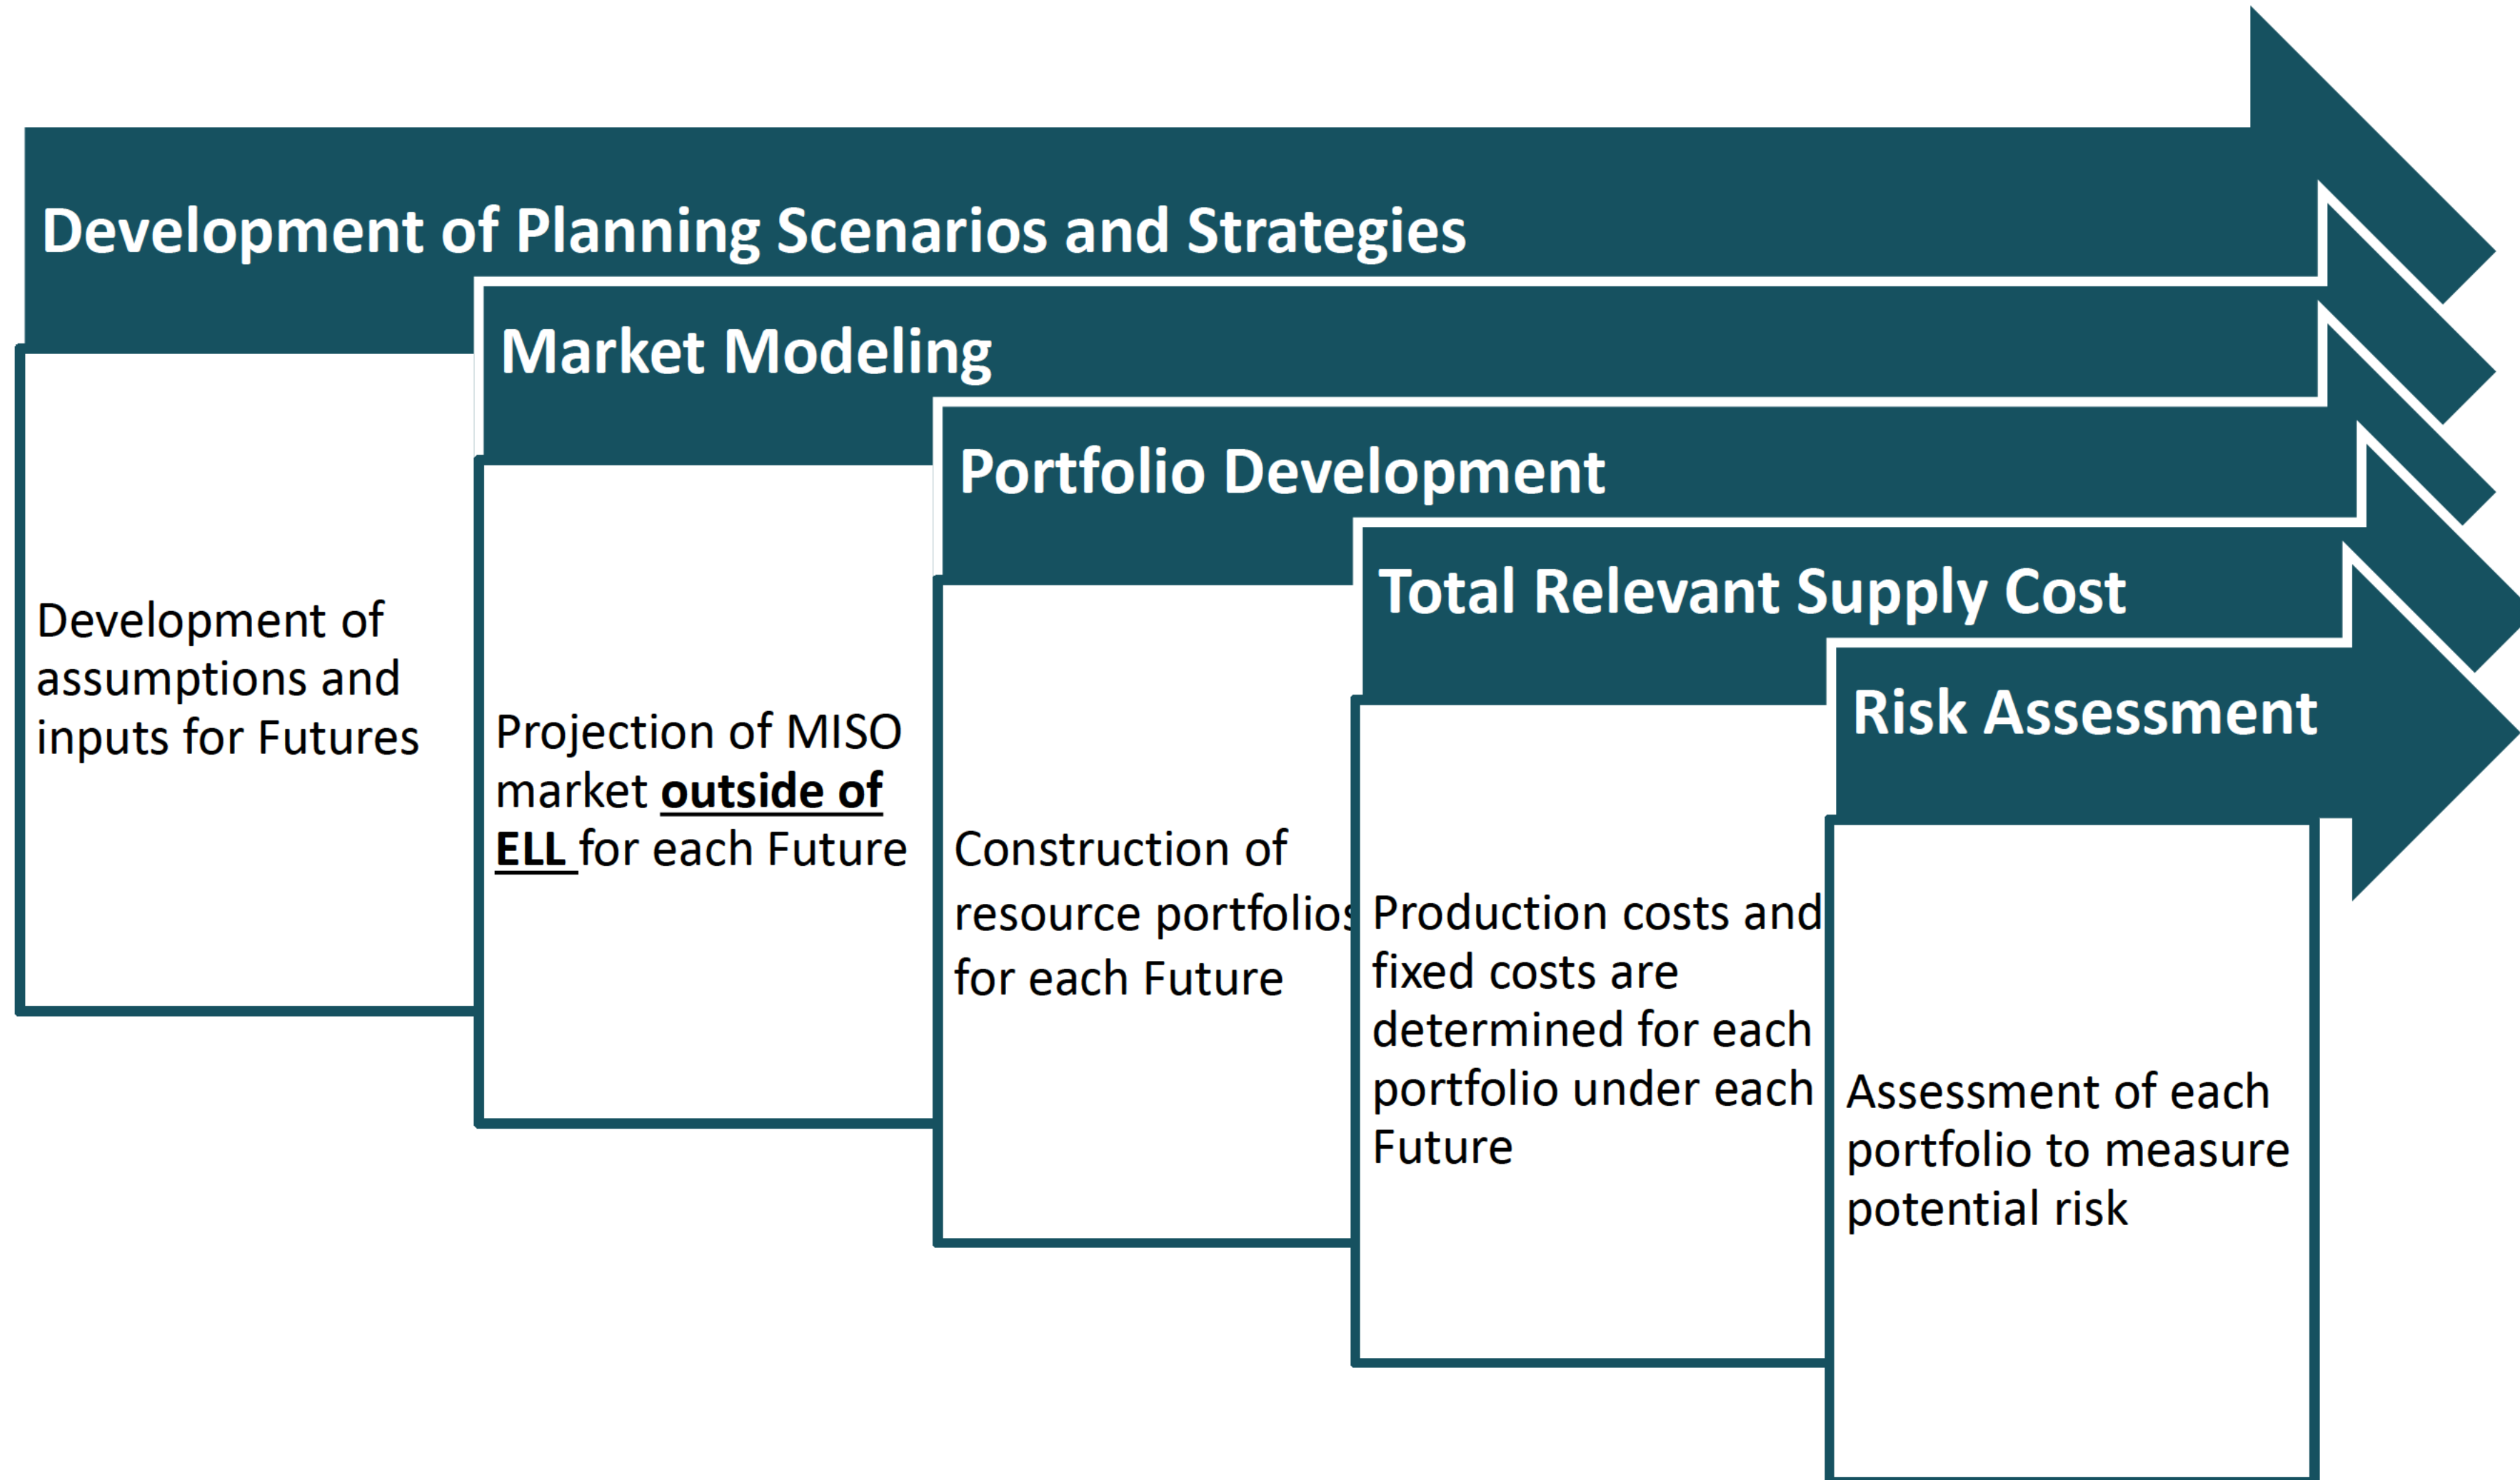 Development of Planning Scenarios and Strategies
Development of
assumptions and
inputs for Futures
Market Modeling
Projection of MISO
market outside of
ELL for each Future
Portfolio Development
Construction of
resource portfolios
for each Future
Total Relevant Supply Cost
Production costs and
fixed costs are
determined for each
portfolio under each
Future
Risk Assessment
Assessment of each
portfolio to measure
potential risk